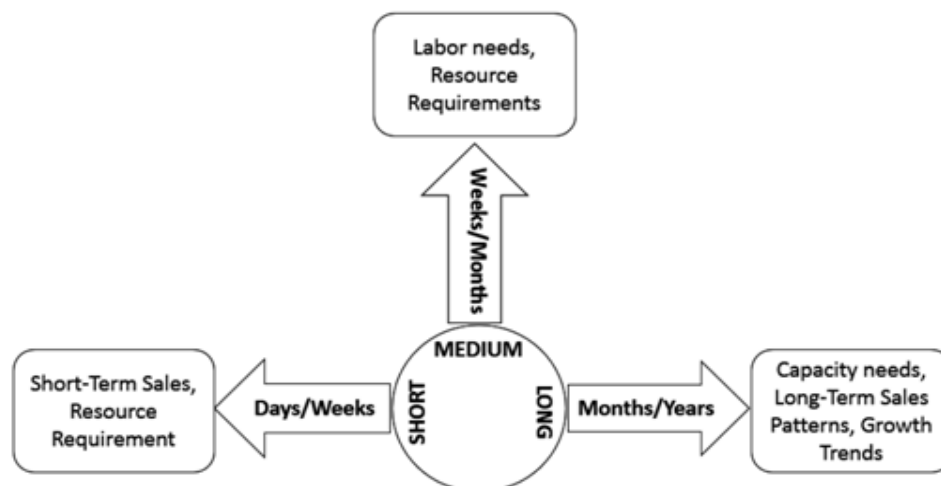 Labor needs,
Resource
Requirements
Weeks/Months
MEDIUM
SHORT
LONG
Short-Term Sales,
Resource
Requirement
Days/Weeks
Months/Years
Capacity needs,
Long-Term Sales
Patterns, Growth
Trends